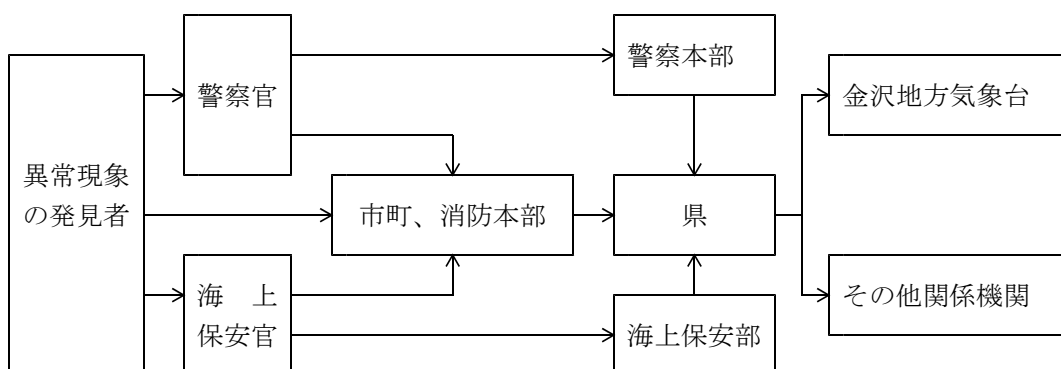 異常現象
の発見者
警察官
海　上
保安官
市町、消防本部
警察本部
県
海上保安部
金沢地方気象台
その他関係機関